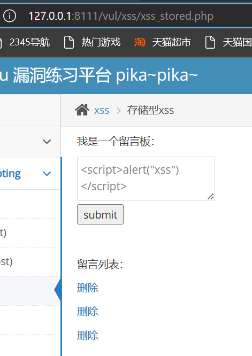 127.0.0.1:8111/vul/xss/xss_stored.php
2345导航 热门游戏 天猫超市 天猫国
u 漏洞练习平台 pika~pika~
xss 存储型xss
我是一个留言板：
pting
<script>alert("xss")
</script>
t)
submit
st)
留言列表：
删除
删除
删除